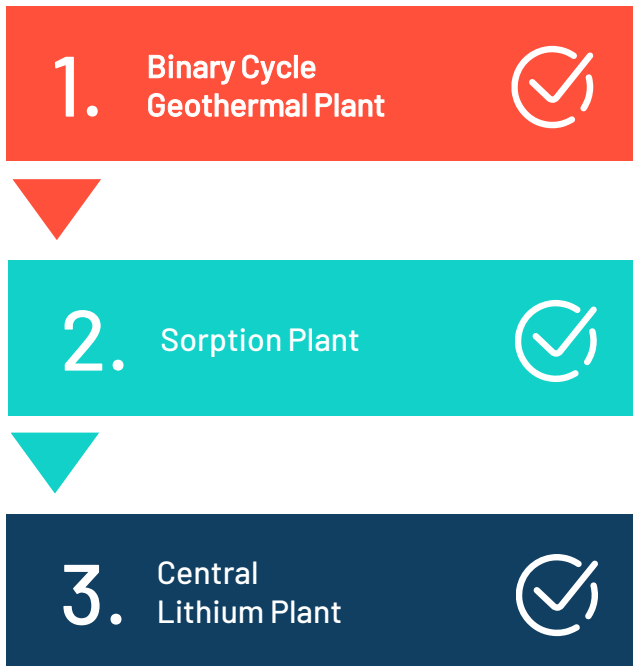 1.
Binary Cycle
Geothermal Plant
2.
Sorption Plant
3.
Central
Lithium Plant